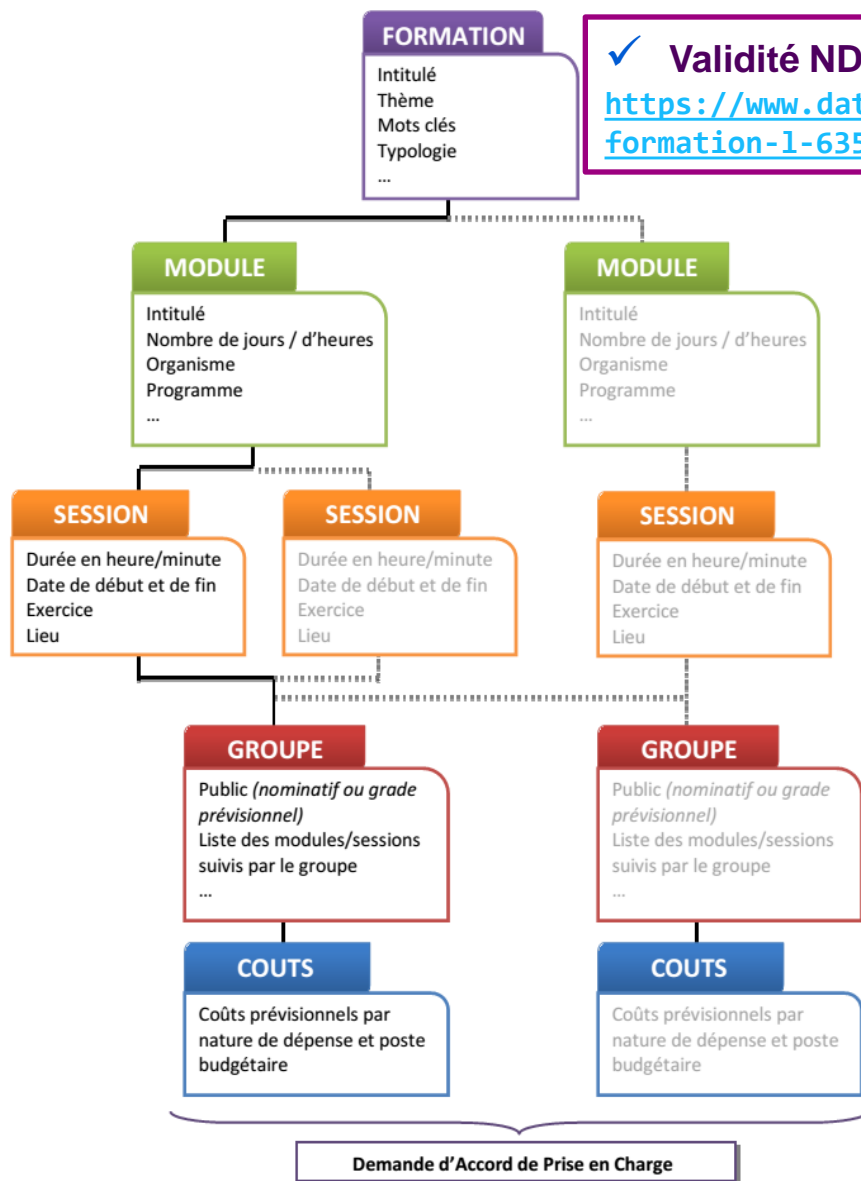 FORMATION
Intitulé
Thème
Mots clés
Typologie
...
✓ Validité ND
https://www.dat
formation-l-635
MODULE
Intitulé
Nombre de jours / d'heures
Organisme
Programme
...
MODULE
Intitulé
Nombre de jours / d'heures
Organisme
Programme
...
SESSION
Durée en heure/minute
Date de début et de fin
Exercice
Lieu
SESSION
Durée en heure/minute
Date de début et de fin
Exercice
Lieu
SESSION
Durée en heure/minute
Date de début et de fin
Exercice
Lieu
GROUPE
Public (nominatif ou grade
prévisionnel)
Liste des modules/sessions
suivis par le groupe
...
GROUPE
Public (nominatif ou grade
prévisionnel)
Liste des modules/sessions
suivis par le groupe
...
COUTS
Coûts prévisionnels par
nature de dépense et poste
budgétaire
COUTS
Coûts prévisionnels par
nature de dépense et poste
budgétaire
Demande d'Accord de Prise en Charge